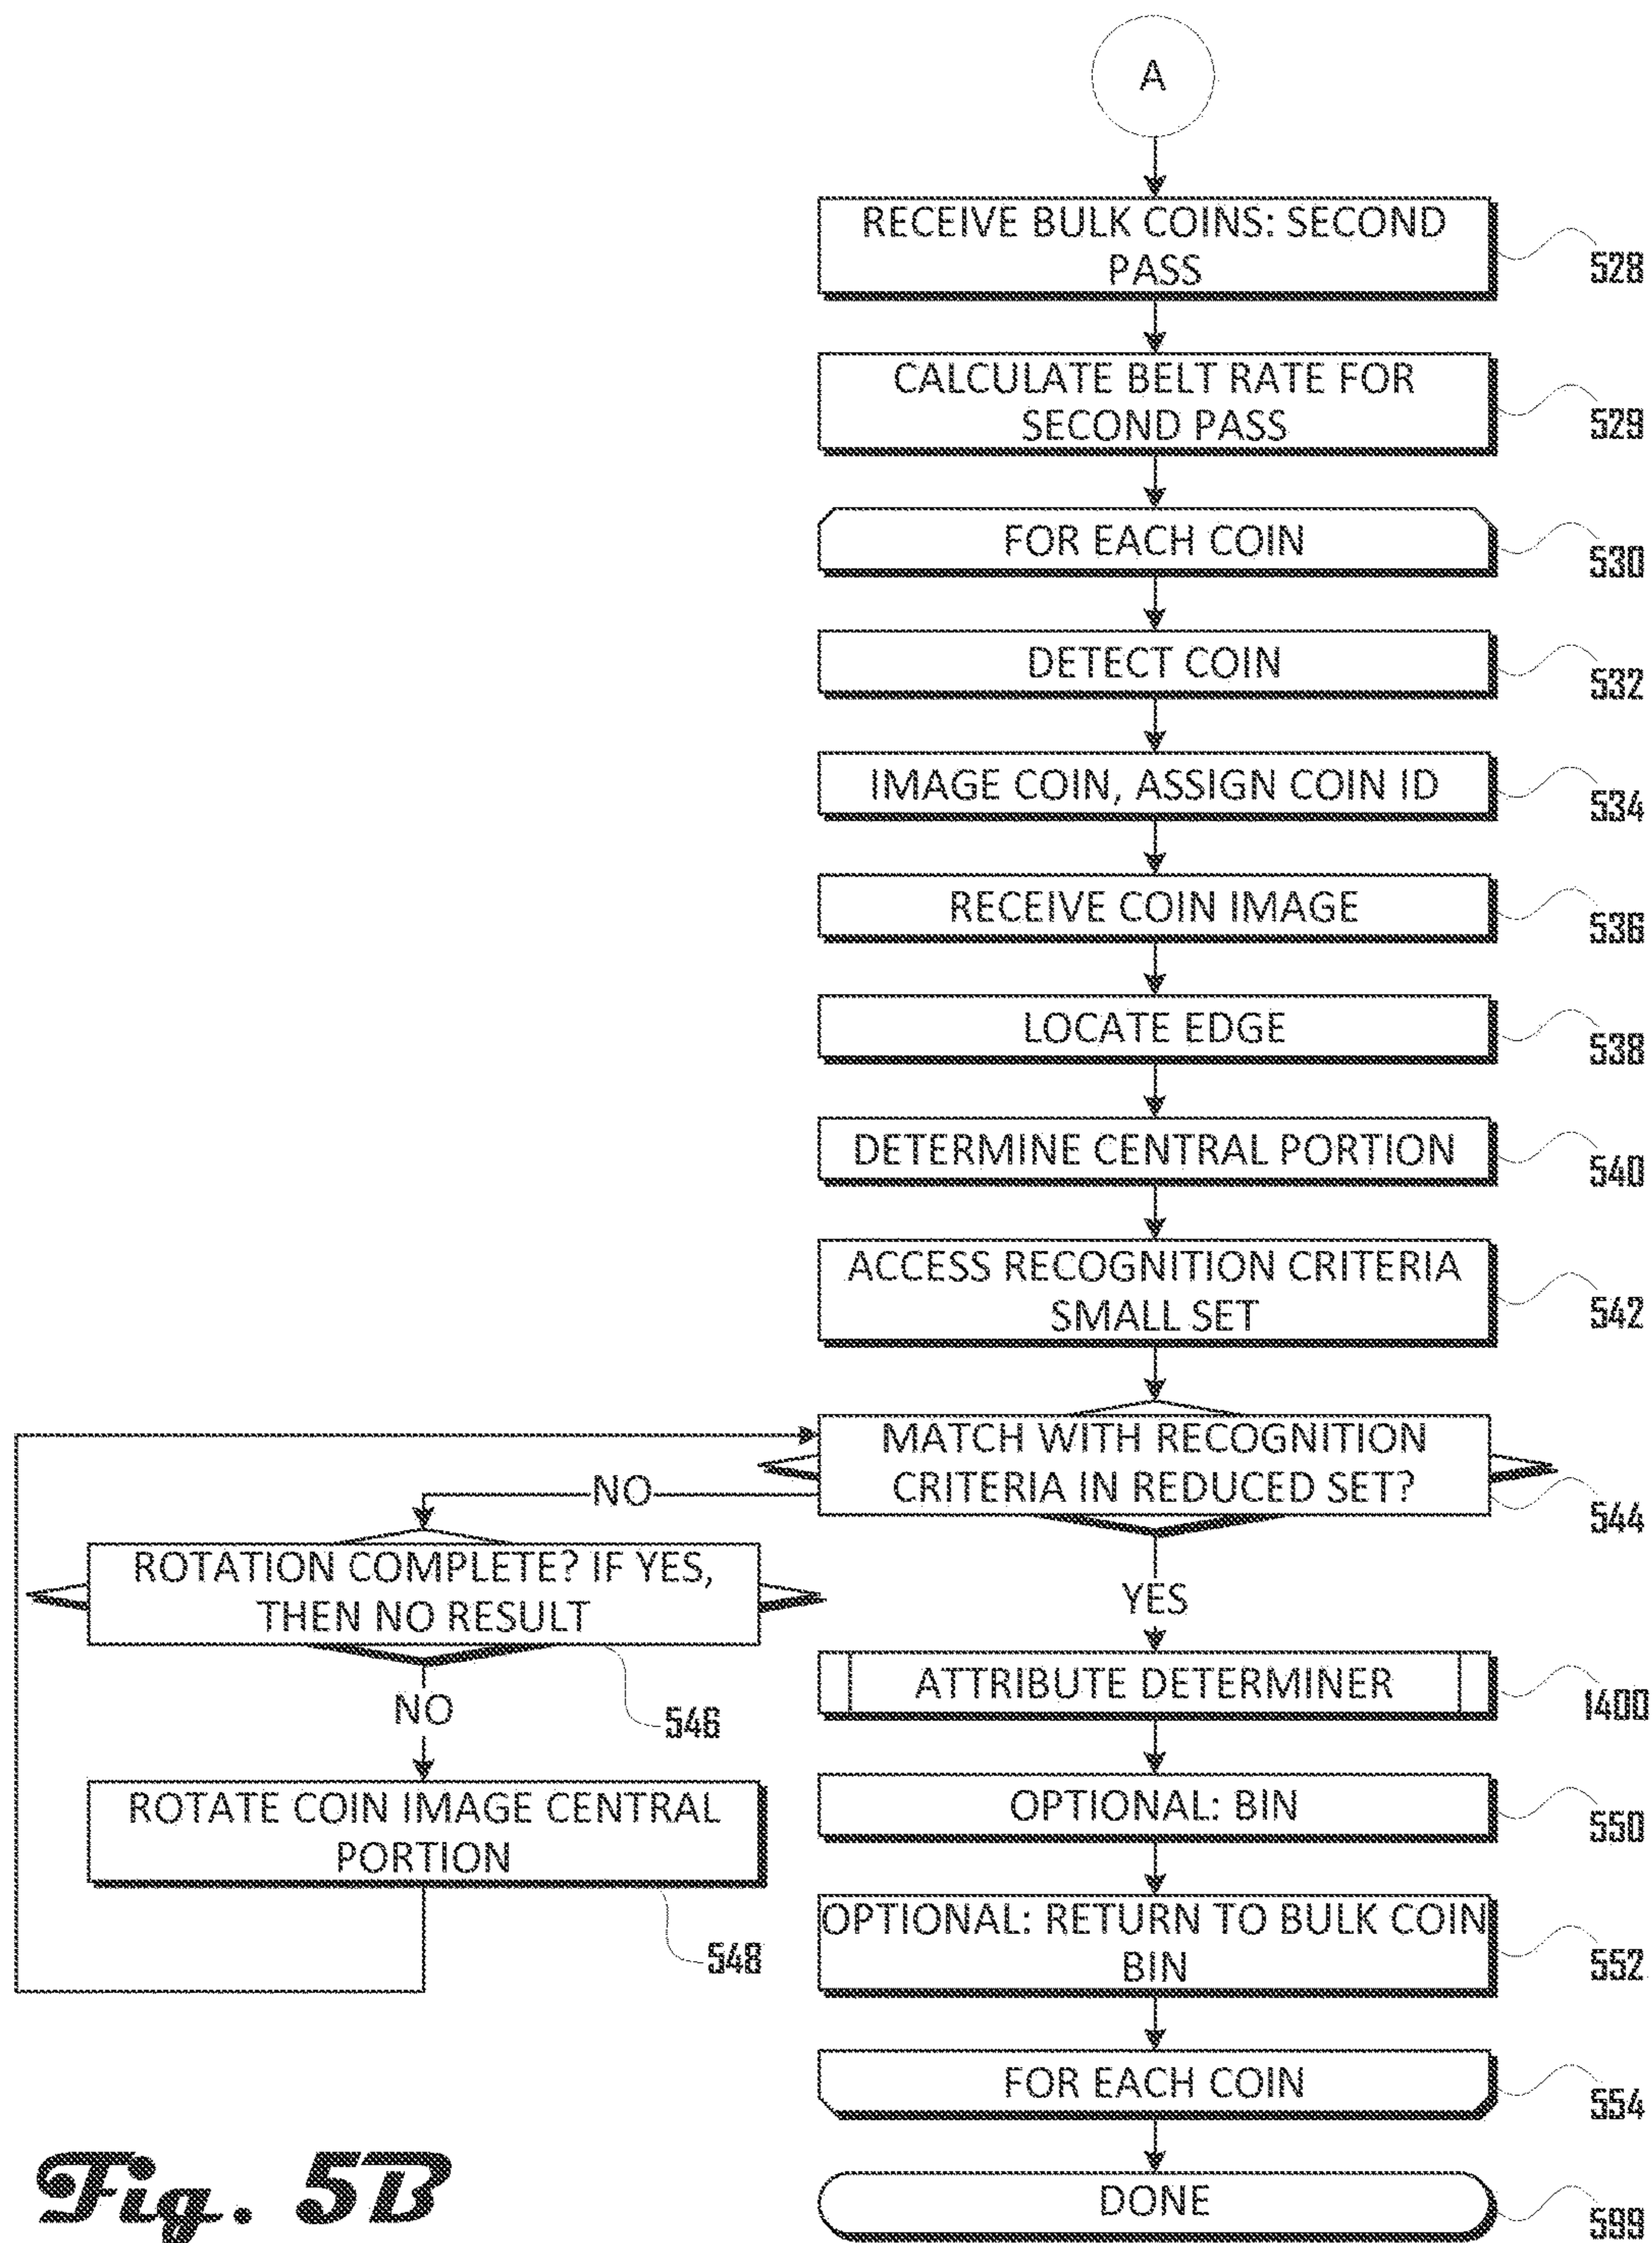 A
RECEIVE BULK COINS: SECOND
PASS
528
CALCULATE BELT RATE FOR
SECOND PASS
529
FOR EACH COIN
530
DETECT COIN
532
IMAGE COIN, ASSIGN COIN ID
534
RECEIVE COIN IMAGE
536
LOCATE EDGE
538
DETERMINE CENTRAL PORTION
540
ACCESS RECOGNITION CRITERIA
SMALL SET
542
MATCH WITH RECOGNITION
CRITERIA IN REDUCED SET?
544
NO
ROTATION COMPLETE? IF YES,
THEN NO RESULT
546
NO
ROTATE COIN IMAGE CENTRAL
PORTION
548
YES
ATTRIBUTE DETERMINER
1400
OPTIONAL: BIN
550
OPTIONAL: RETURN TO BULK COIN
BIN
552
FOR EACH COIN
554
DONE
599
Fig. 5B